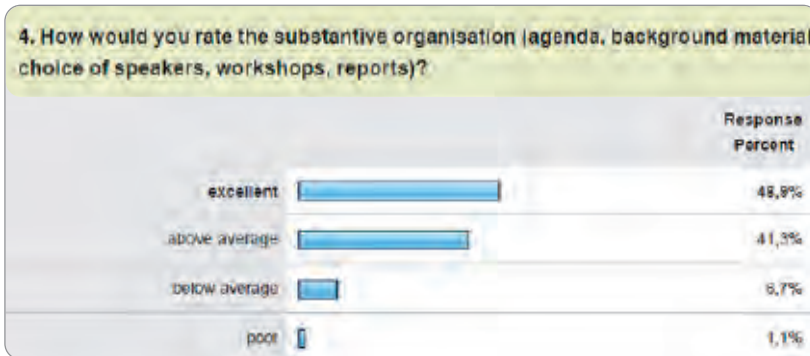 4. How would you rate the substantive organisation (agenda, background material
choice of speakers, workshops, reports)?
Response
Percent
excellent 48,9%
above average 41,3%
below average 8,7%
poor 1,1%